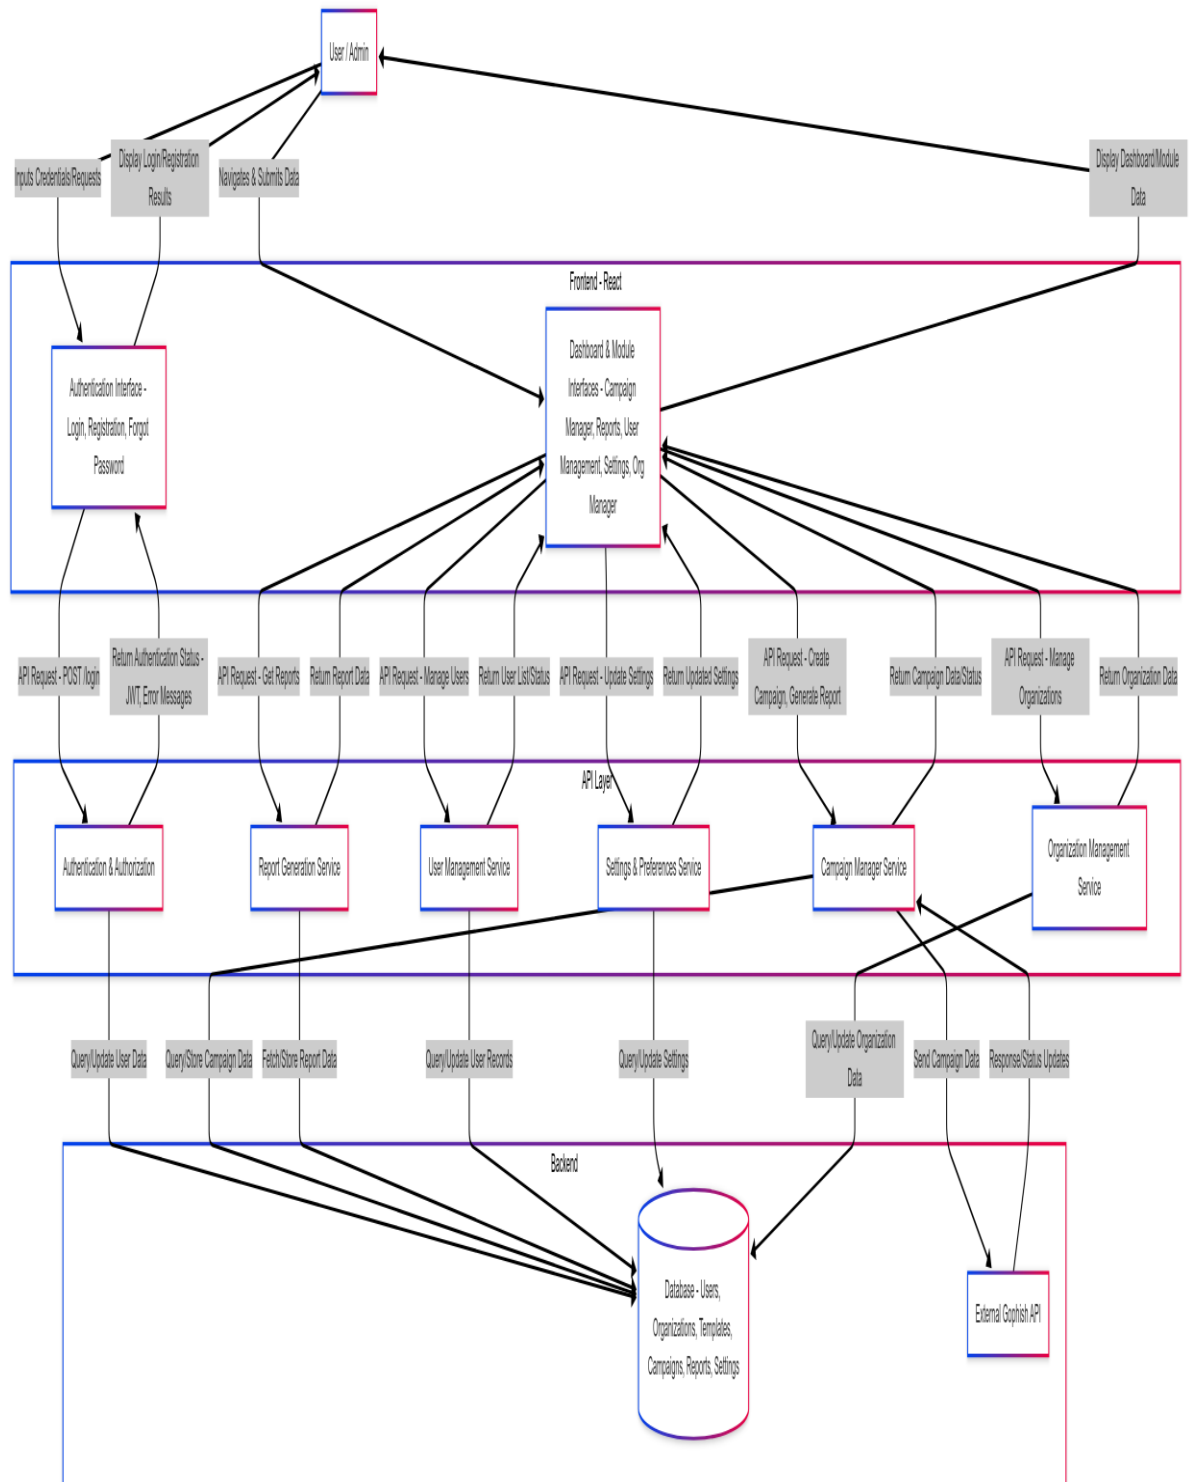 User / Admin
Inputs Credentials/Requests
Display Login/Registration
Results
Navigates & Submits Data
Display Dashboard/Module
Data
Frontend - React
Authentication Interface -
Login, Registration, Forgot
Password
Dashboard & Module
Interfaces - Campaign
Manager, Reports, User
Management, Settings, Org
Manager
API Request - POST /login
Return Authentication Status -
JWT, Error Messages
API Request - Get Reports
Return Report Data
API Request - Manage Users
Return User List/Status
API Request - Update Settings
Return Updated Settings
API Request - Create
Campaign, Generate Report
Return Campaign Data/Status
API Request - Manage
Organizations
Return Organization Data
API Layer
Authentication & Authorization
Report Generation Service
User Management Service
Settings & Preferences Service
Campaign Manager Service
Organization Management
Service
Query/Update User Data
Query/Store Campaign Data
Fetch/Store Report Data
Query/Update User Records
Query/Update Settings
Query/Update Organization
Data
Send Campaign Data
Response/Status Updates
Backend
Database - Users,
Organizations, Templates,
Campaigns, Reports, Settings
External Gophish API